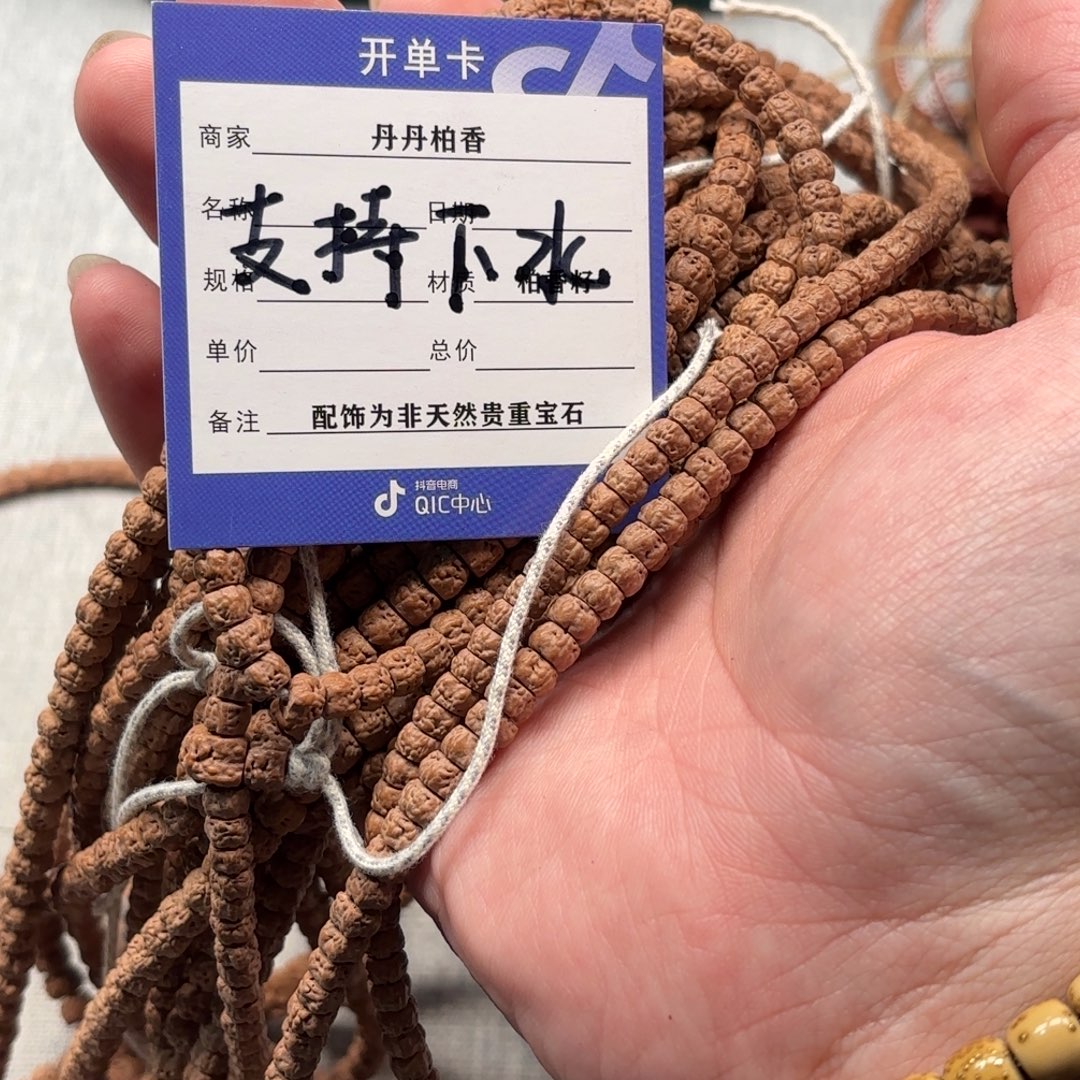 开单卡
商家 丹丹柏香
名称 日期
支持下水
规格 材质 柏香籽
单价 总价
备注 配饰为非天然贵重宝石
抖音电商
QIC中心